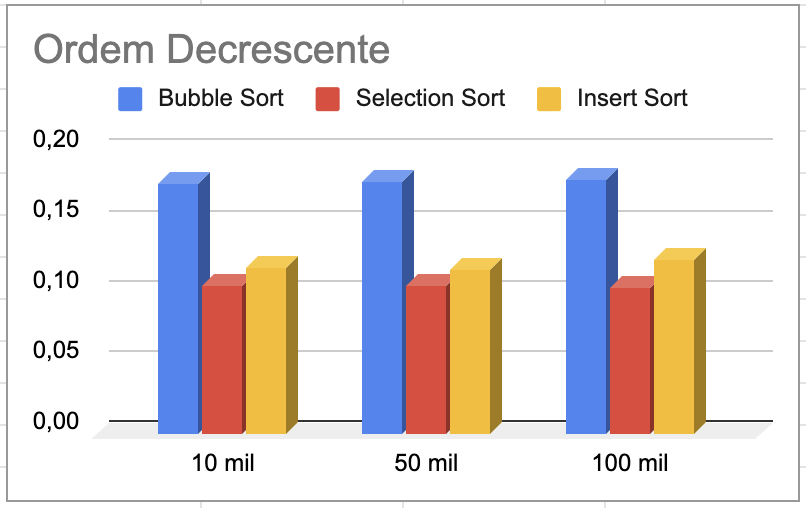 Ordem Decrescente
Bubble Sort Selection Sort Insert Sort
0,20
0,15
0,10
0,05
0,00
10 mil 50 mil 100 mil